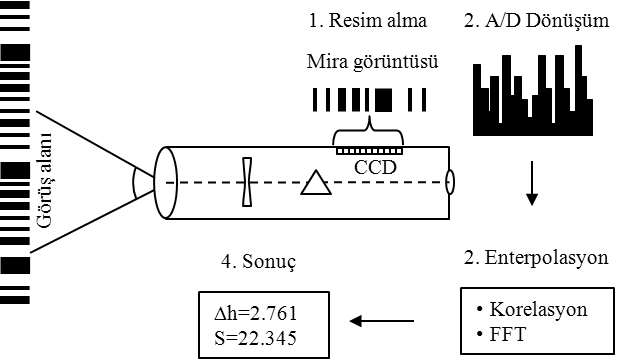 1. Resim alma
2. A/D Dönüşüm
Mira görüntüsü
Görüş alanı
CCD
4. Sonuç
2. Enterpolasyon
Δh=2.761
S=22.345
• Korelasyon
• FFT